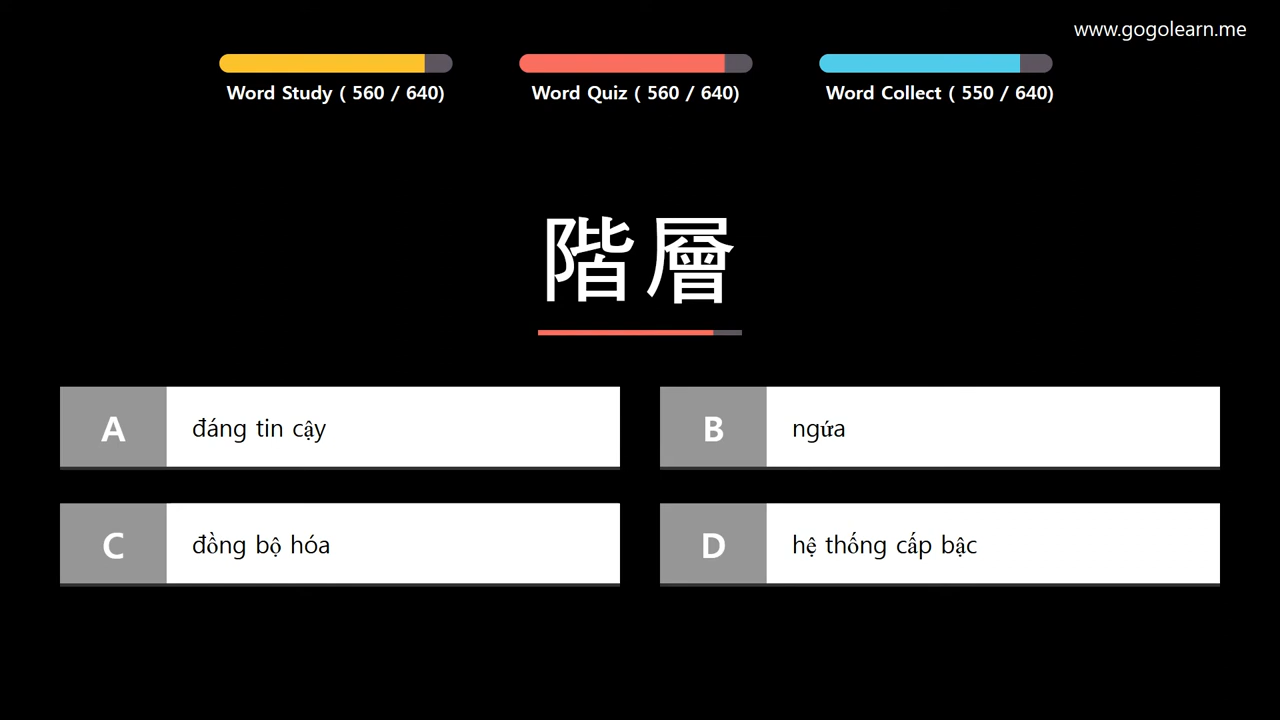 www.gogolearn.me
Word Study ( 560 / 640)
Word Quiz ( 560 / 640)
Word Collect ( 550 / 640)
階層
A đáng tin cậy
B ngứa
C đồng bộ hóa
D hệ thống cấp bậc